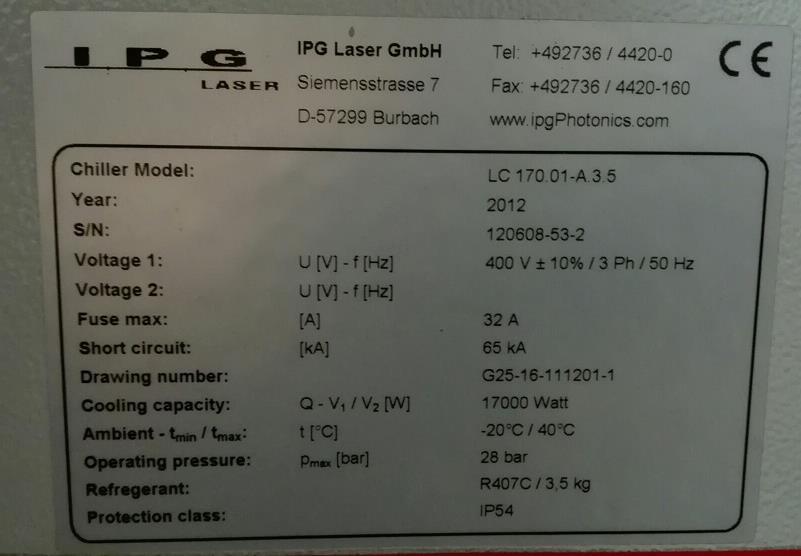 IPG LASER
IPG Laser GmbH
Siemensstrasse 7
D-57299 Burbach
Tel: +492736 / 4420-0
Fax: +492736 / 4420-160
www.ipgPhotonics.com
CE
Chiller Model: LC 170.01-A.3.5
Year: 2012
S/N: 120608-53-2
Voltage 1: U [V] - f [Hz] 400 V ± 10% / 3 Ph / 50 Hz
Voltage 2: U [V] - f [Hz]
Fuse max: [A] 32 A
Short circuit: [kA] 65 kA
Drawing number: G25-16-111201-1
Cooling capacity: Q - V₁ / V₂ [W] 17000 Watt
Ambient - tmin / tmax: t [°C] -20°C / 40°C
Operating pressure: pmax [bar] 28 bar
Refregerant: R407C / 3,5 kg
Protection class: IP54